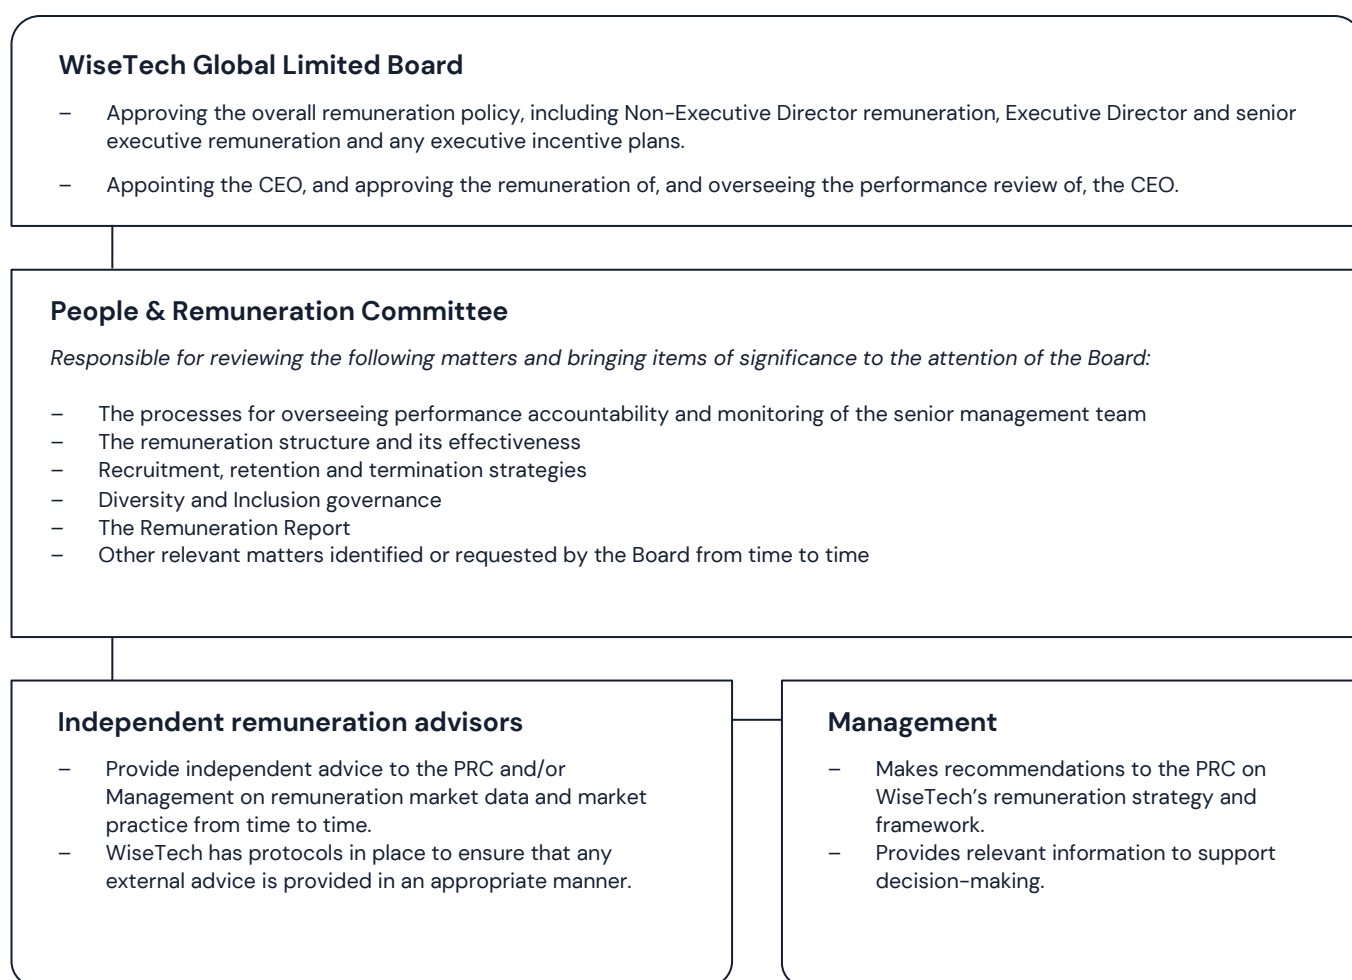 WiseTech Global Limited Board
– Approving the overall remuneration policy, including Non-Executive Director remuneration, Executive Director and senior
executive remuneration and any executive incentive plans.
– Appointing the CEO, and approving the remuneration of, and overseeing the performance review of, the CEO.
People & Remuneration Committee
Responsible for reviewing the following matters and bringing items of significance to the attention of the Board:
– The processes for overseeing performance accountability and monitoring of the senior management team
– The remuneration structure and its effectiveness
– Recruitment, retention and termination strategies
– Diversity and Inclusion governance
– The Remuneration Report
– Other relevant matters identified or requested by the Board from time to time
Independent remuneration advisors
– Provide independent advice to the PRC and/or
Management on remuneration market data and market
practice from time to time.
– WiseTech has protocols in place to ensure that any
external advice is provided in an appropriate manner.
Management
– Makes recommendations to the PRC on
WiseTech’s remuneration strategy and
framework.
– Provides relevant information to support
decision-making.